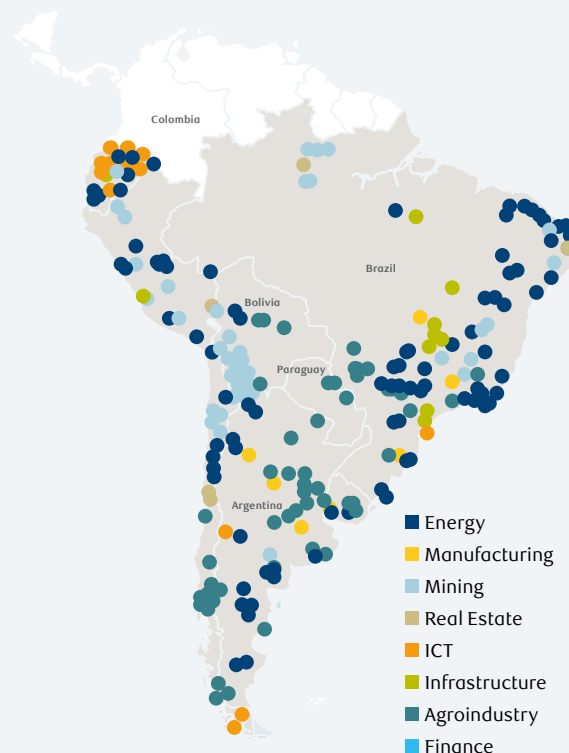 Colombia
Brazil
Bolivia
Paraguay
Argentina
Energy
Manufacturing
Mining
Real Estate
ICT
Infrastructure
Agroindustry
Finance